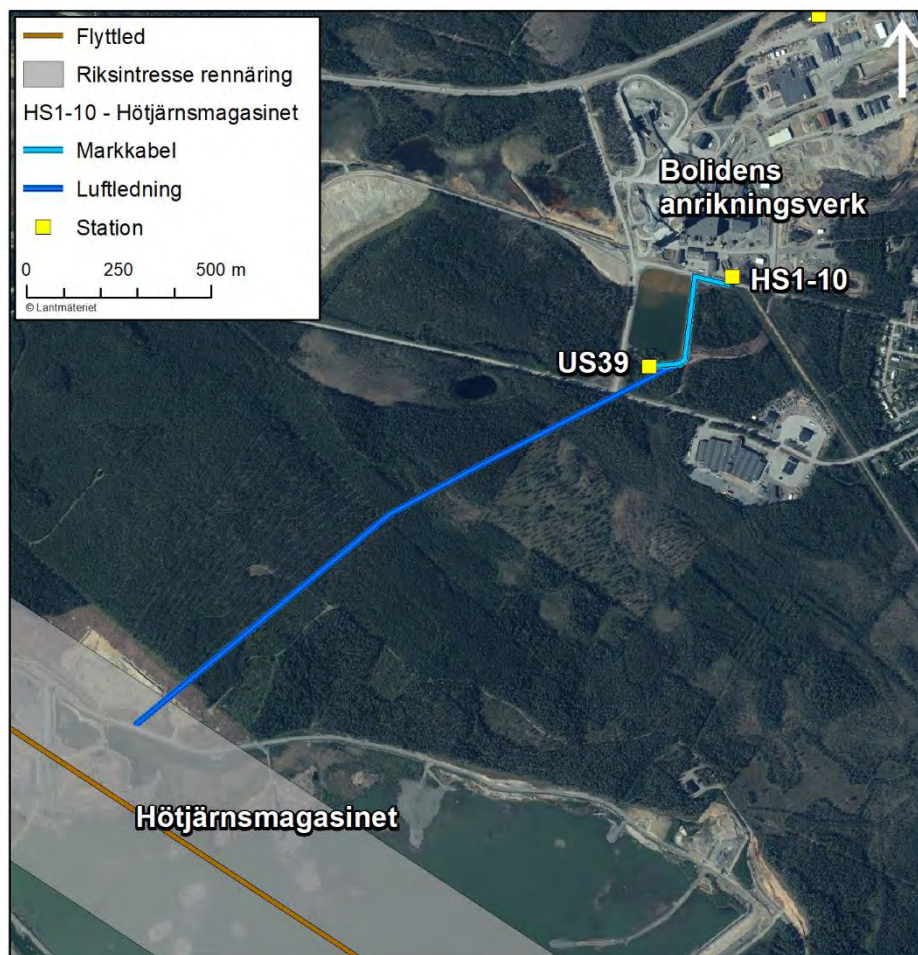 Flyttled
Riksintresse rennäring
HS1-10 - Hötjärnsmagasinet
Markkabel
Luftledning
Station
0 250 500 m
© Lantmäteriet
Bolidens
anrikningsverk
HS1-10
US39
Hötjärnsmagasinet